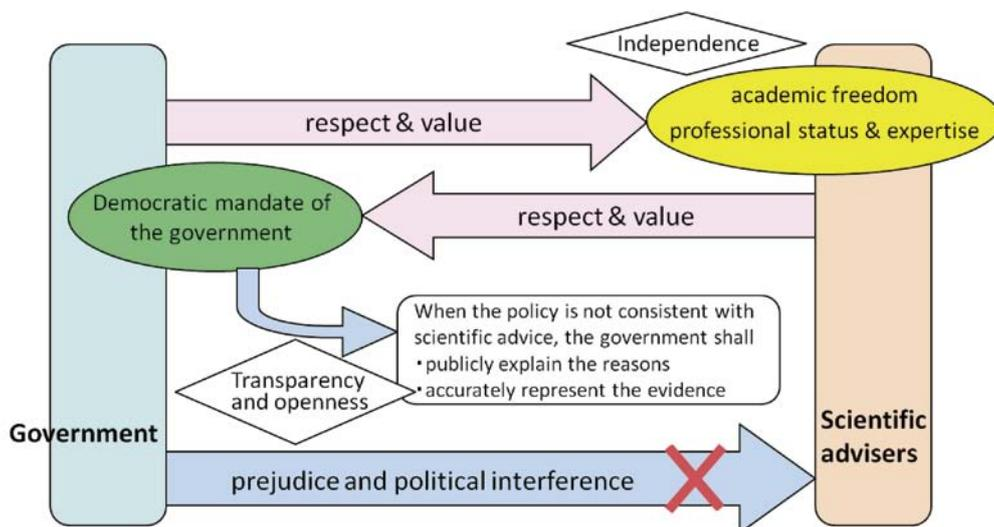 Independence
academic freedom
professional status & expertise
respect & value
Democratic mandate of
the government
respect & value
When the policy is not consistent with
scientific advice, the government shall
・publicly explain the reasons
・accurately represent the evidence
Transparency
and openness
Government
Scientific
advisers
prejudice and political interference